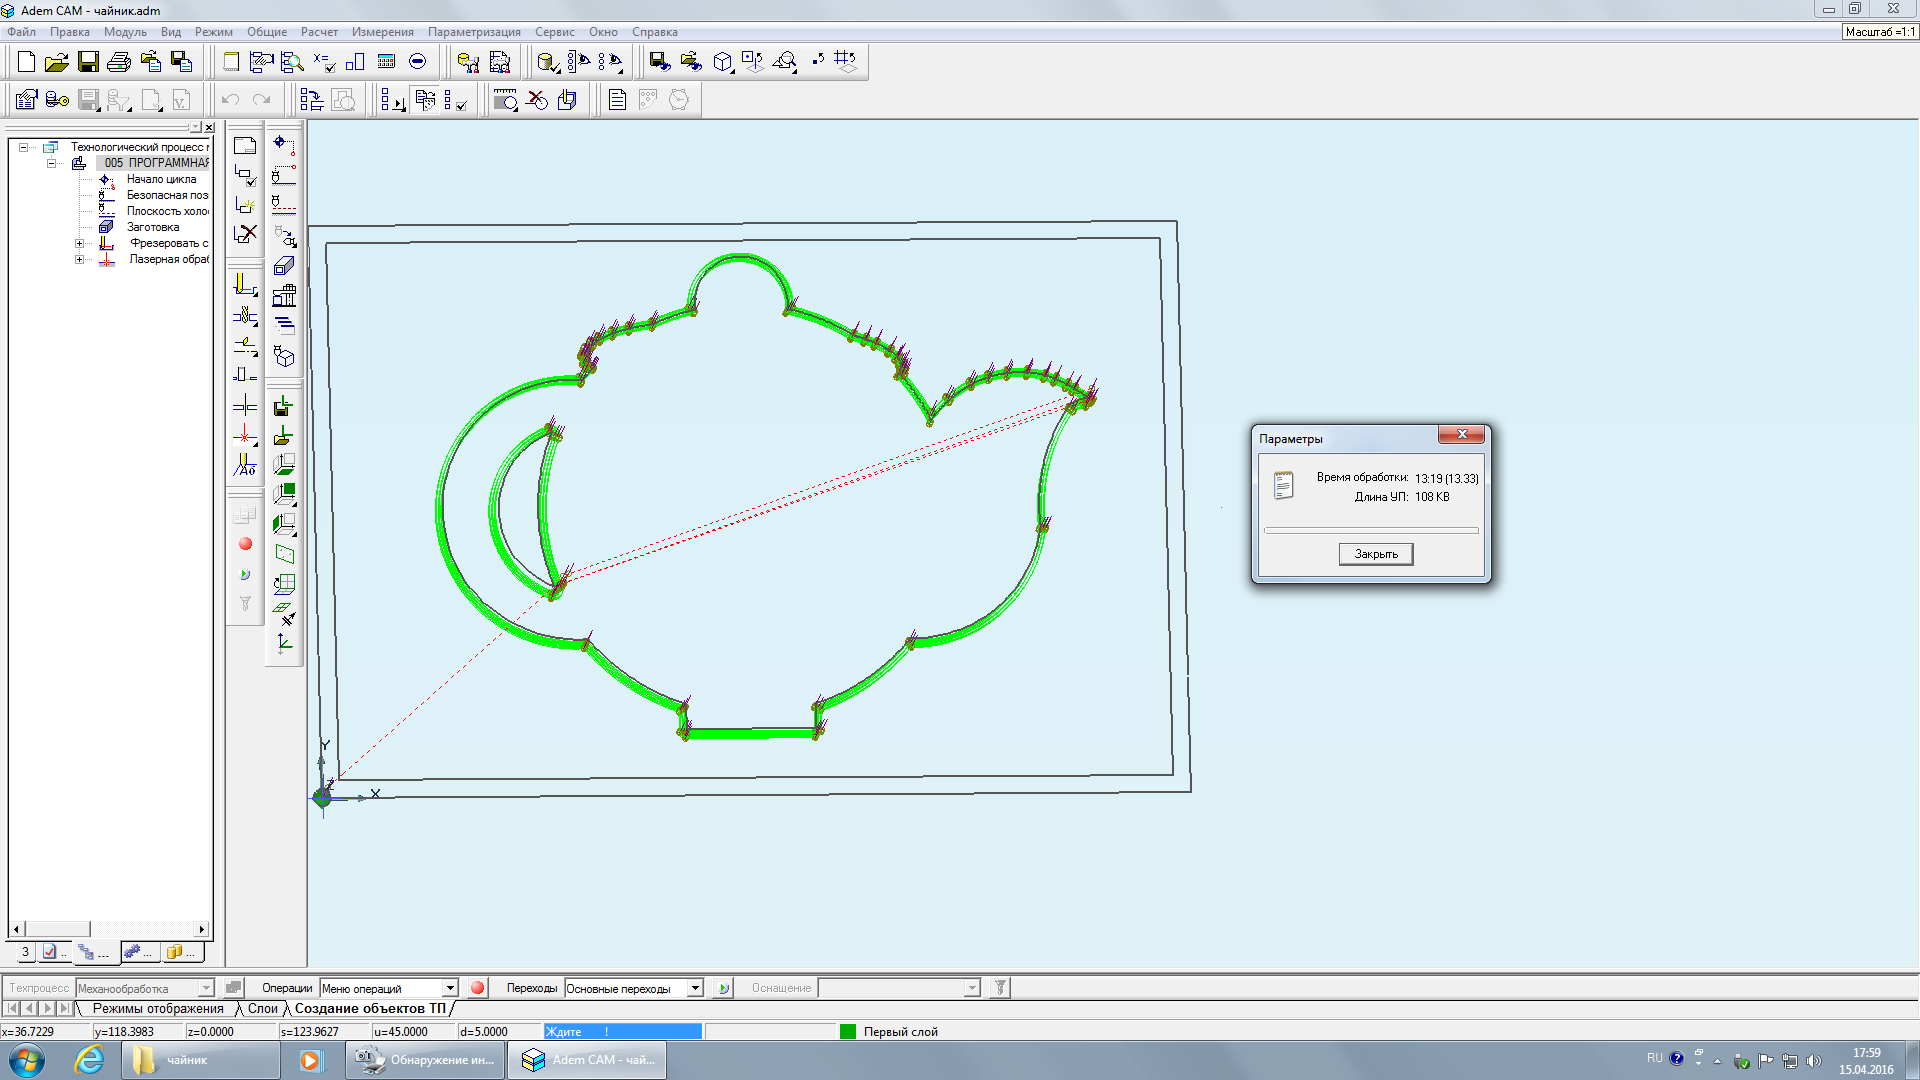 Adem CAM - чайник.adm
Файл Правка Модуль Вид Режим Общие Расчет Измерения Параметризация Сервис Окно Справка
Масштаб =1:1
Технологический процесс
005 ПРОГРАММНАЯ
Начало цикла
Безопасная поз
Плоскость холо
Заготовка
Фрезеровать с
Лазерная обраб
Параметры
Время обработки: 13:19 (13.33)
Длина УП: 108 KB
Закрыть
Y
Z
X
3 .. ... ... ...
Техпроцесс Механообработка Операции Меню операций Переходы Основные переходы Оснащение
Режимы отображения Слои Создание объектов ТП
x=36.7229 y=118.3983 z=0.0000 s=123.9627 u=45.0000 d=5.0000 Ждите ! Первый слой
чайник Обнаружение ин... Adem CAM - чай... RU 17:59
15.04.2016